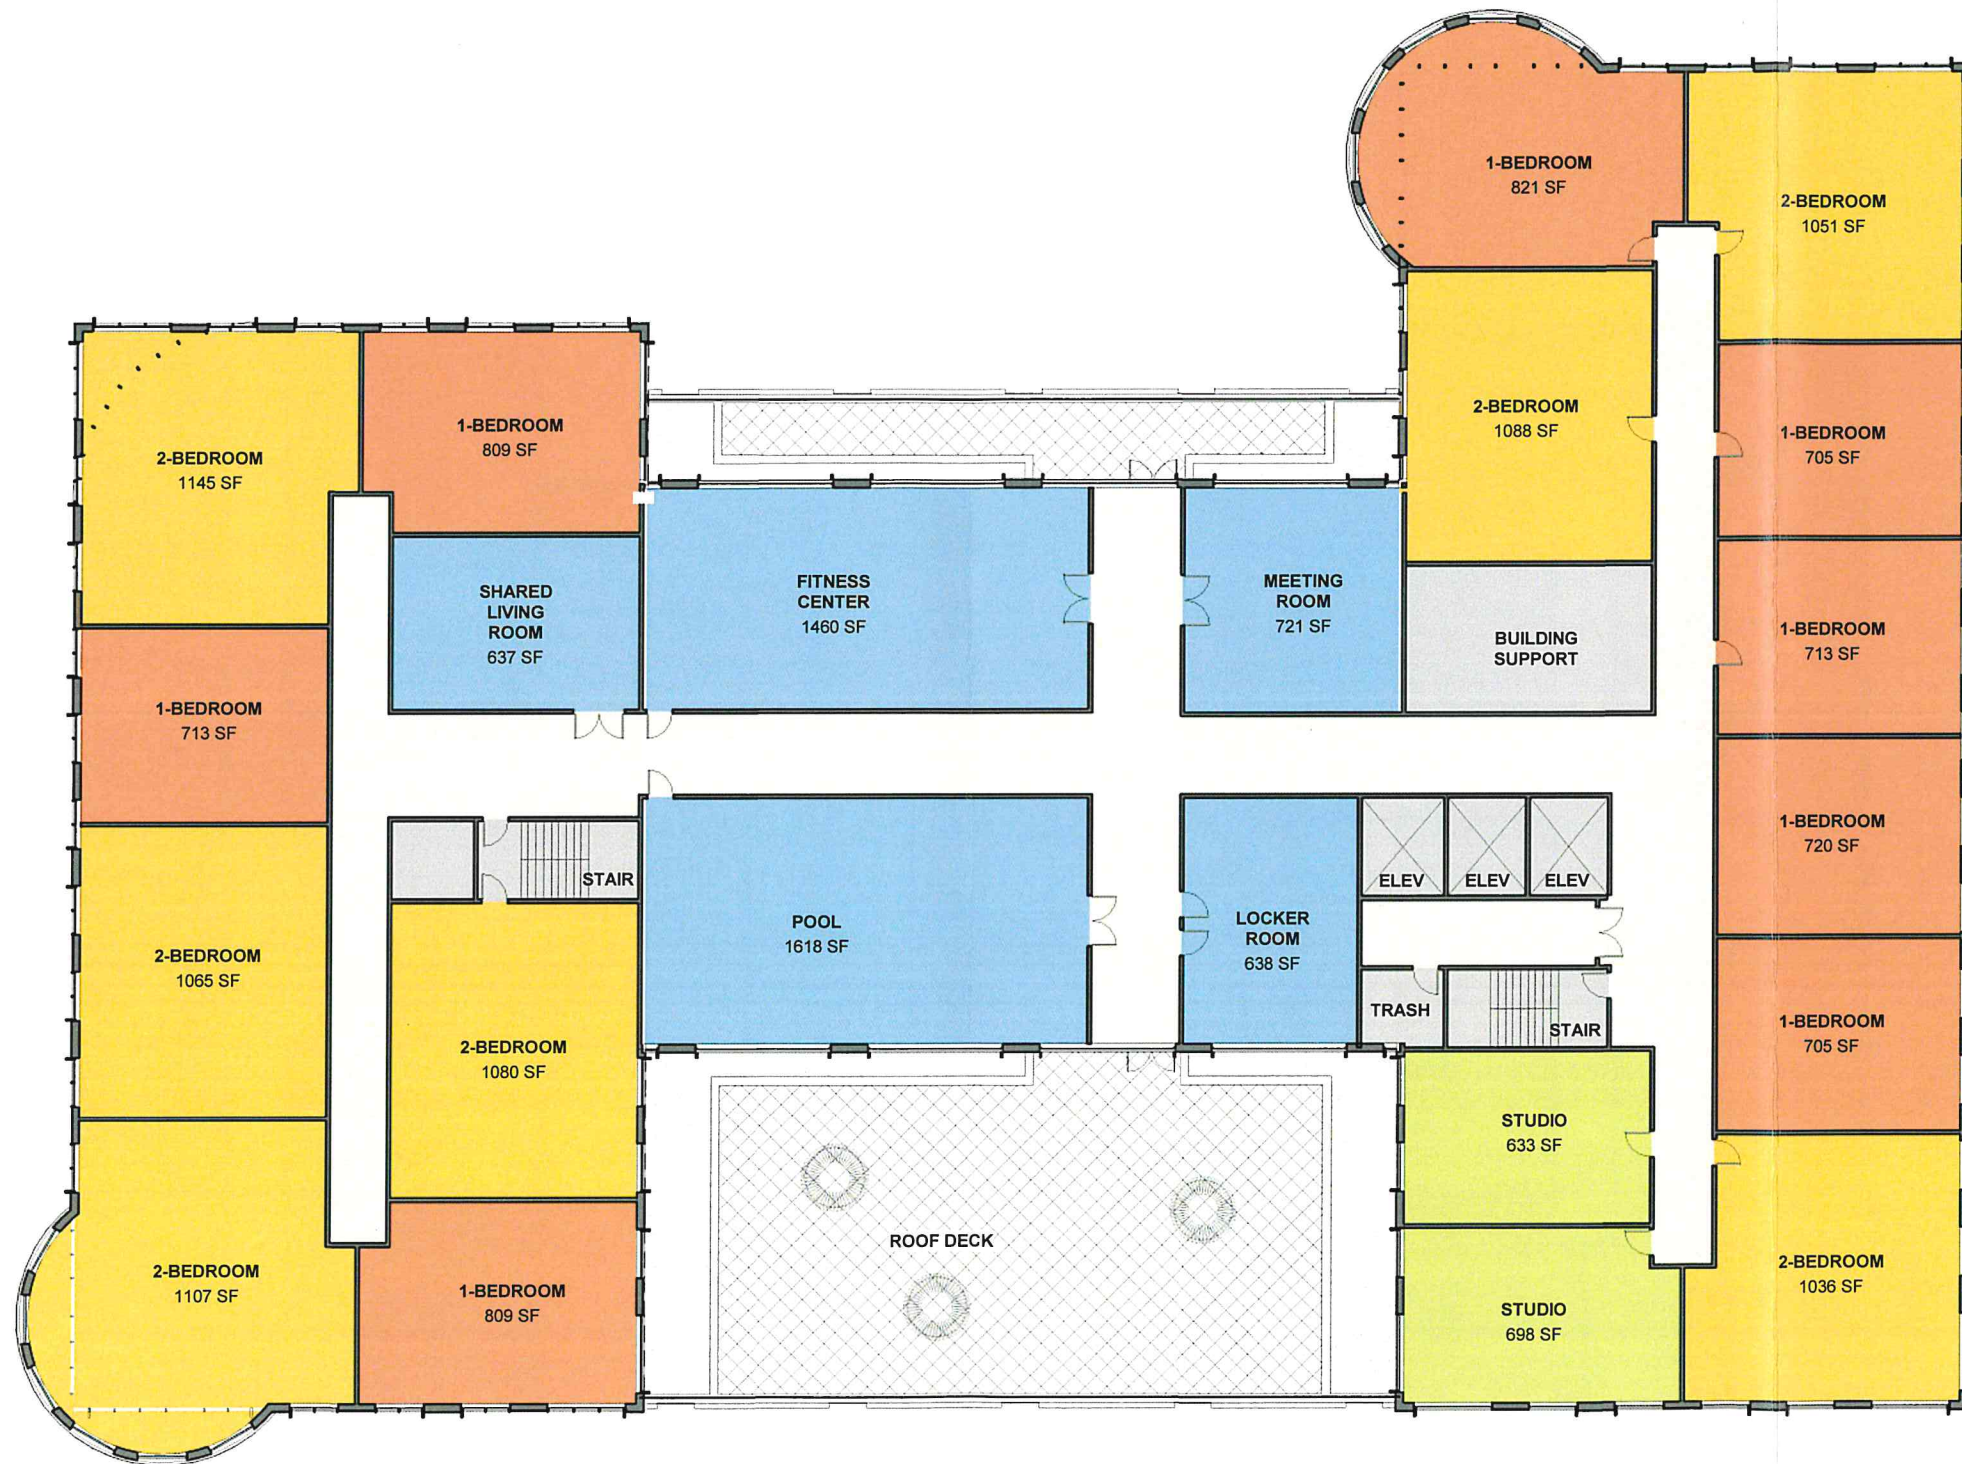 1-BEDROOM
821 SF
2-BEDROOM
1051 SF
2-BEDROOM
1145 SF
1-BEDROOM
809 SF
2-BEDROOM
1088 SF
1-BEDROOM
705 SF
SHARED
LIVING
ROOM
637 SF
FITNESS
CENTER
1460 SF
MEETING
ROOM
721 SF
BUILDING
SUPPORT
1-BEDROOM
713 SF
1-BEDROOM
713 SF
1-BEDROOM
720 SF
STAIR
ELEV
ELEV
ELEV
2-BEDROOM
1065 SF
POOL
1618 SF
LOCKER
ROOM
638 SF
TRASH
STAIR
1-BEDROOM
705 SF
2-BEDROOM
1080 SF
STUDIO
633 SF
ROOF DECK
2-BEDROOM
1107 SF
1-BEDROOM
809 SF
STUDIO
698 SF
2-BEDROOM
1036 SF